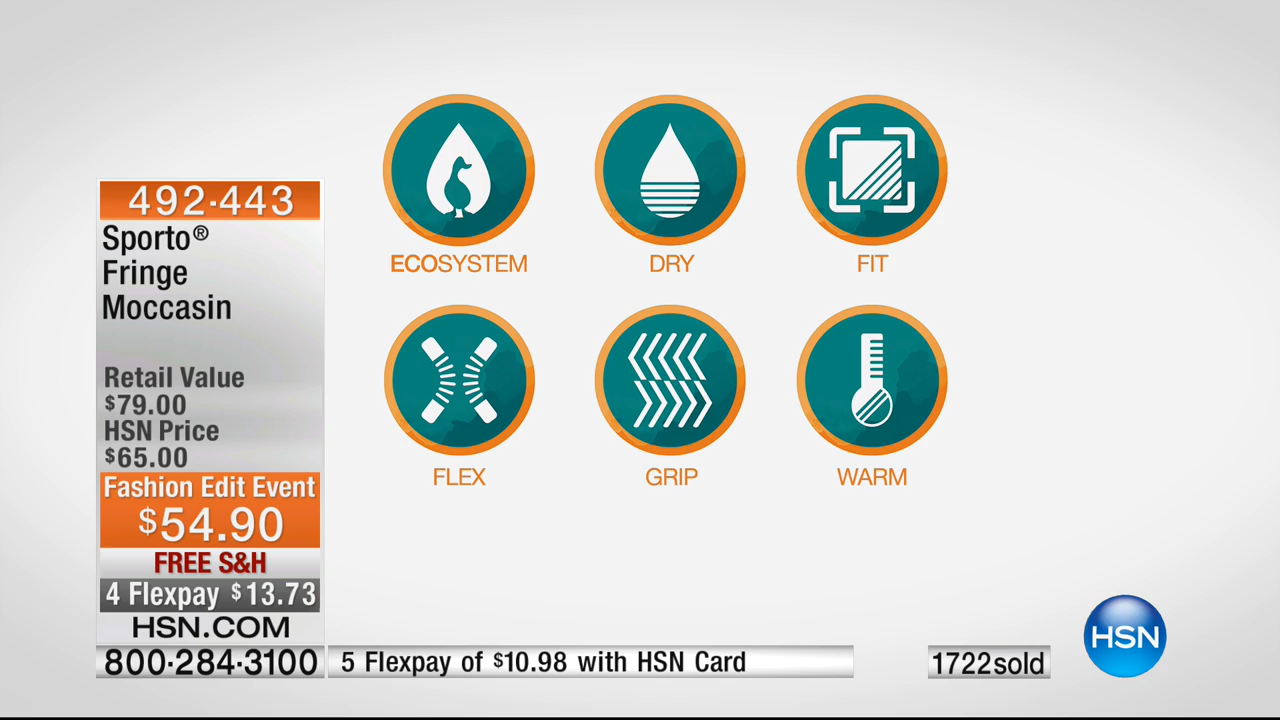 492·443
Sporto®
Fringe
Moccasin
Retail Value
$79.00
HSN Price
$65.00
Fashion Edit Event
$54.90
FREE S&H
4 Flexpay $13.73
HSN.COM
800·284·3100
ECOSYSTEM
DRY
FIT
FLEX
GRIP
WARM
5 Flexpay of $10.98 with HSN Card
1722sold
HSN